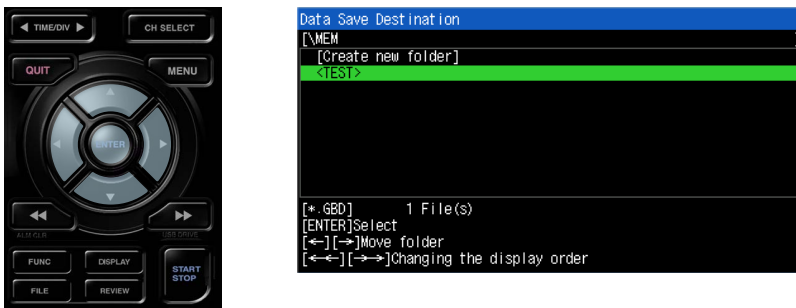 ◀ TIME/DIV ▶
CH SELECT
QUIT
MENU
ENTER
◀◀
▶▶
ALM CLR
USB DRIVE
FUNC
DISPLAY
START
STOP
FILE
REVIEW
Data Save Destination
[\MEM ]
[Create new folder]
<TEST>
[*.GBD] 1 File(s)
[ENTER]Select
[←][→]Move folder
[←←][→→]Changing the display order